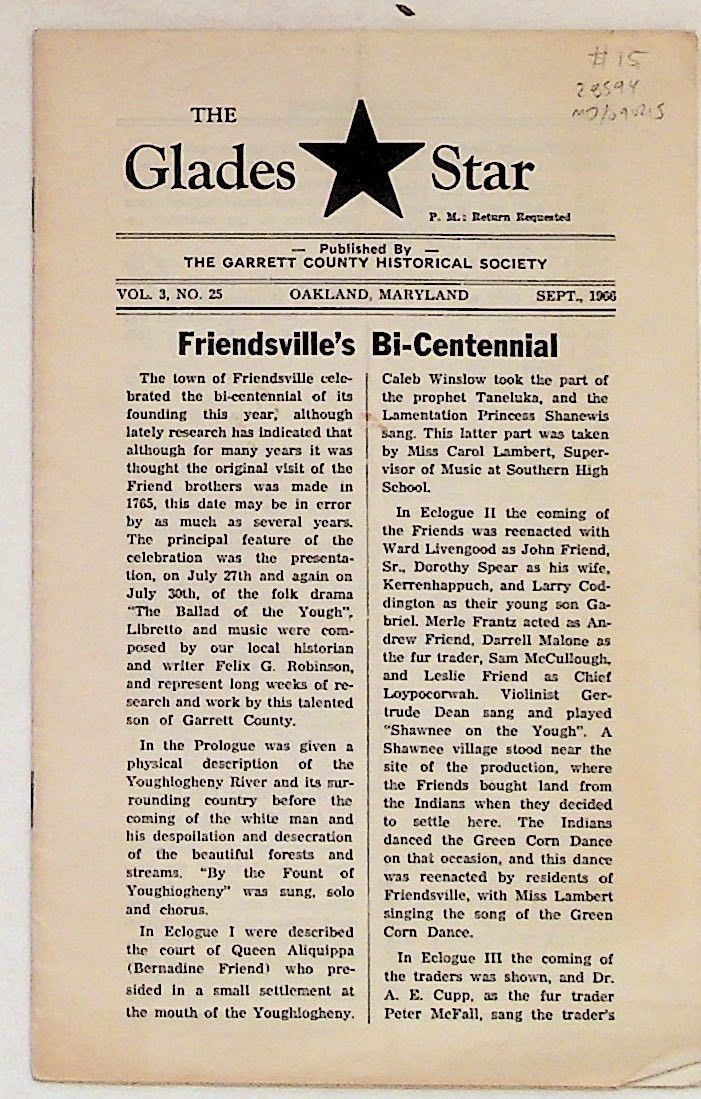 # 15
28594
THE
Glades Star
P. M.: Return Requested
— Published By —
THE GARRETT COUNTY HISTORICAL SOCIETY
VOL. 3, NO. 25 OAKLAND, MARYLAND SEPT., 1966
Friendsville's Bi-Centennial
The town of Friendsville cele-
brated the bi-centennial of its
founding this year, although
lately research has indicated that
although for many years it was
thought the original visit of the
Friend brothers was made in
1765, this date may be in error
by as much as several years.
The principal feature of the
celebration was the presenta-
tion, on July 27th and again on
July 30th, of the folk drama
"The Ballad of the Yough".
Libretto and music were com-
posed by our local historian
and writer Felix G. Robinson,
and represent long weeks of re-
search and work by this talented
son of Garrett County.
In the Prologue was given a
physical description of the
Youghiogheny River and its sur-
rounding country before the
coming of the white man and
his despoilation and desecration
of the beautiful forests and
streams. "By the Fount of
Youghiogheny" was sung, solo
and chorus.
In Eclogue I were described
the court of Queen Aliquippa
(Bernadine Friend) who pre-
sided in a small settlement at
the mouth of the Youghiogheny.
Caleb Winslow took the part of
the prophet Taneluka, and the
Lamentation Princess Shanewis
sang. This latter part was taken
by Miss Carol Lambert, Super-
visor of Music at Southern High
School.
In Eclogue II the coming of
the Friends was reenacted with
Ward Livengood as John Friend,
Sr., Dorothy Spear as his wife,
Kerrenhappuch, and Larry Cod-
dington as their young son Ga-
briel. Merle Frantz acted as An-
drew Friend, Darrell Malone as
the fur trader, Sam McCullough,
and Leslie Friend as Chief
Loypocorwah. Violinist Ger-
trude Dean sang and played
"Shawnee on the Yough". A
Shawnee village stood near the
site of the production, where
the Friends bought land from
the Indians when they decided
to settle here. The Indians
danced the Green Corn Dance
on that occasion, and this dance
was reenacted by residents of
Friendsville, with Miss Lambert
singing the song of the Green
Corn Dance.
In Eclogue III the coming of
the traders was shown, and Dr.
A. E. Cupp, as the fur trader
Peter McFall, sang the trader's